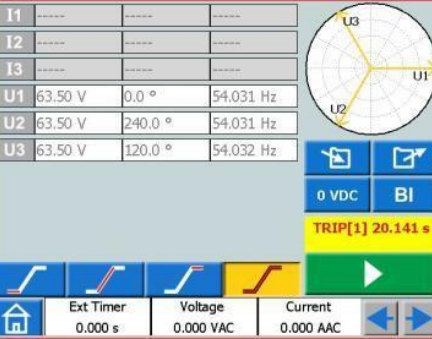 I1 ----- ----- -----
I2 ----- ----- -----
I3 ----- ----- -----
U1 63.50 V 0.0 ° 54.031 Hz
U2 63.50 V 240.0 ° 54.031 Hz
U3 63.50 V 120.0 ° 54.032 Hz
U3
U1
U2
0 VDC BI
TRIP[1] 20.141 s
Ext Timer Voltage Current
0.000 s 0.000 VAC 0.000 AAC